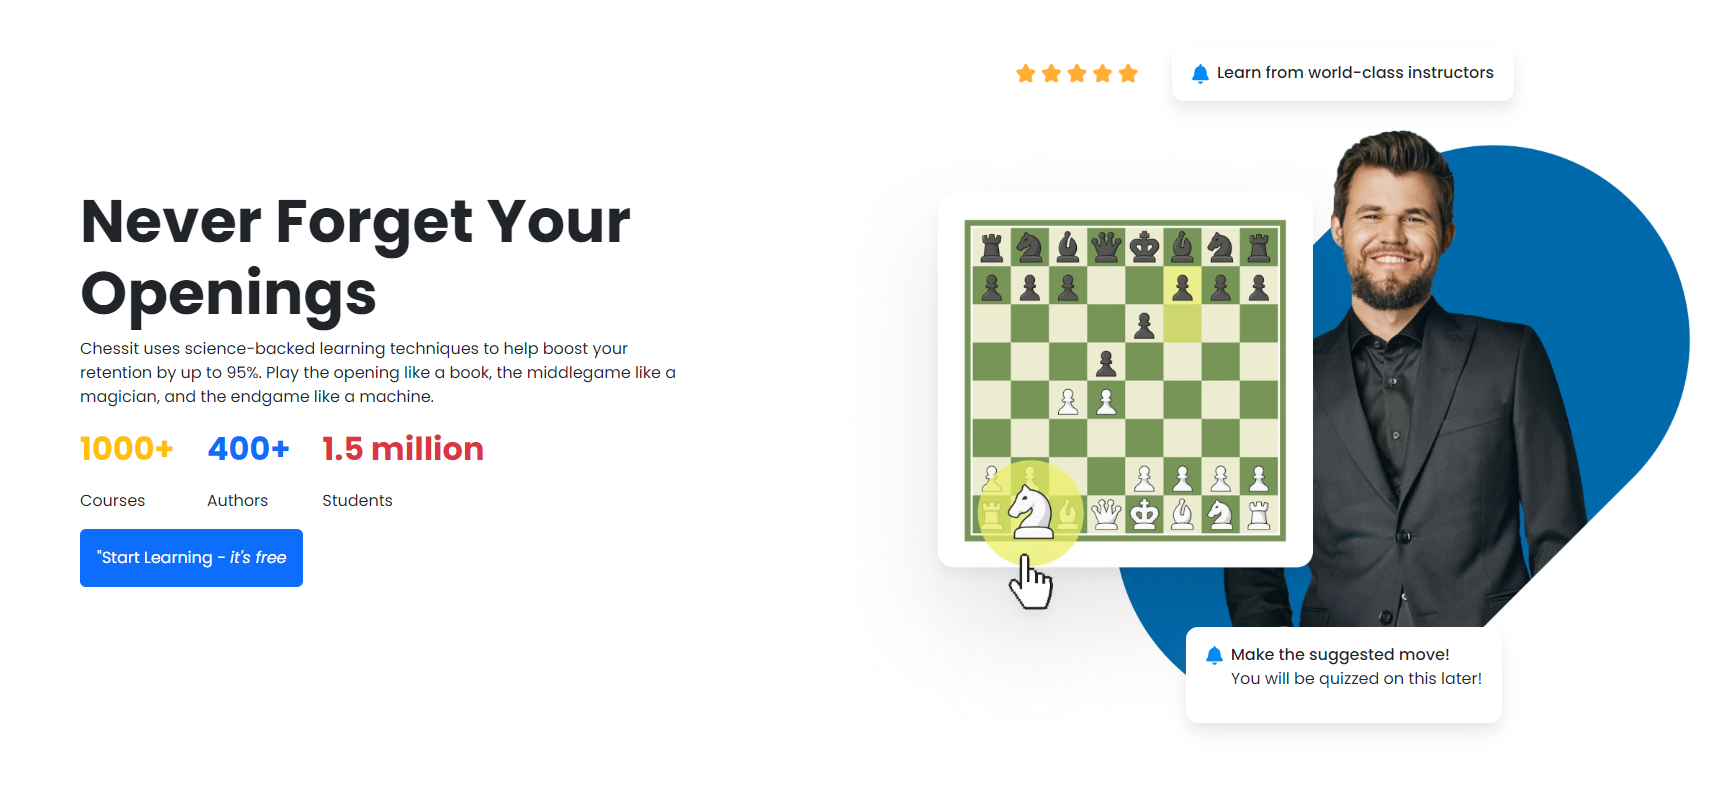 Learn from world-class instructors
Never Forget Your
Openings
Chessit uses science-backed learning techniques to help boost your
retention by up to 95%. Play the opening like a book, the middlegame like a
magician, and the endgame like a machine.
1000+ 400+ 1.5 million
Courses Authors Students
"Start Learning - it's free
Make the suggested move!
You will be quizzed on this later!